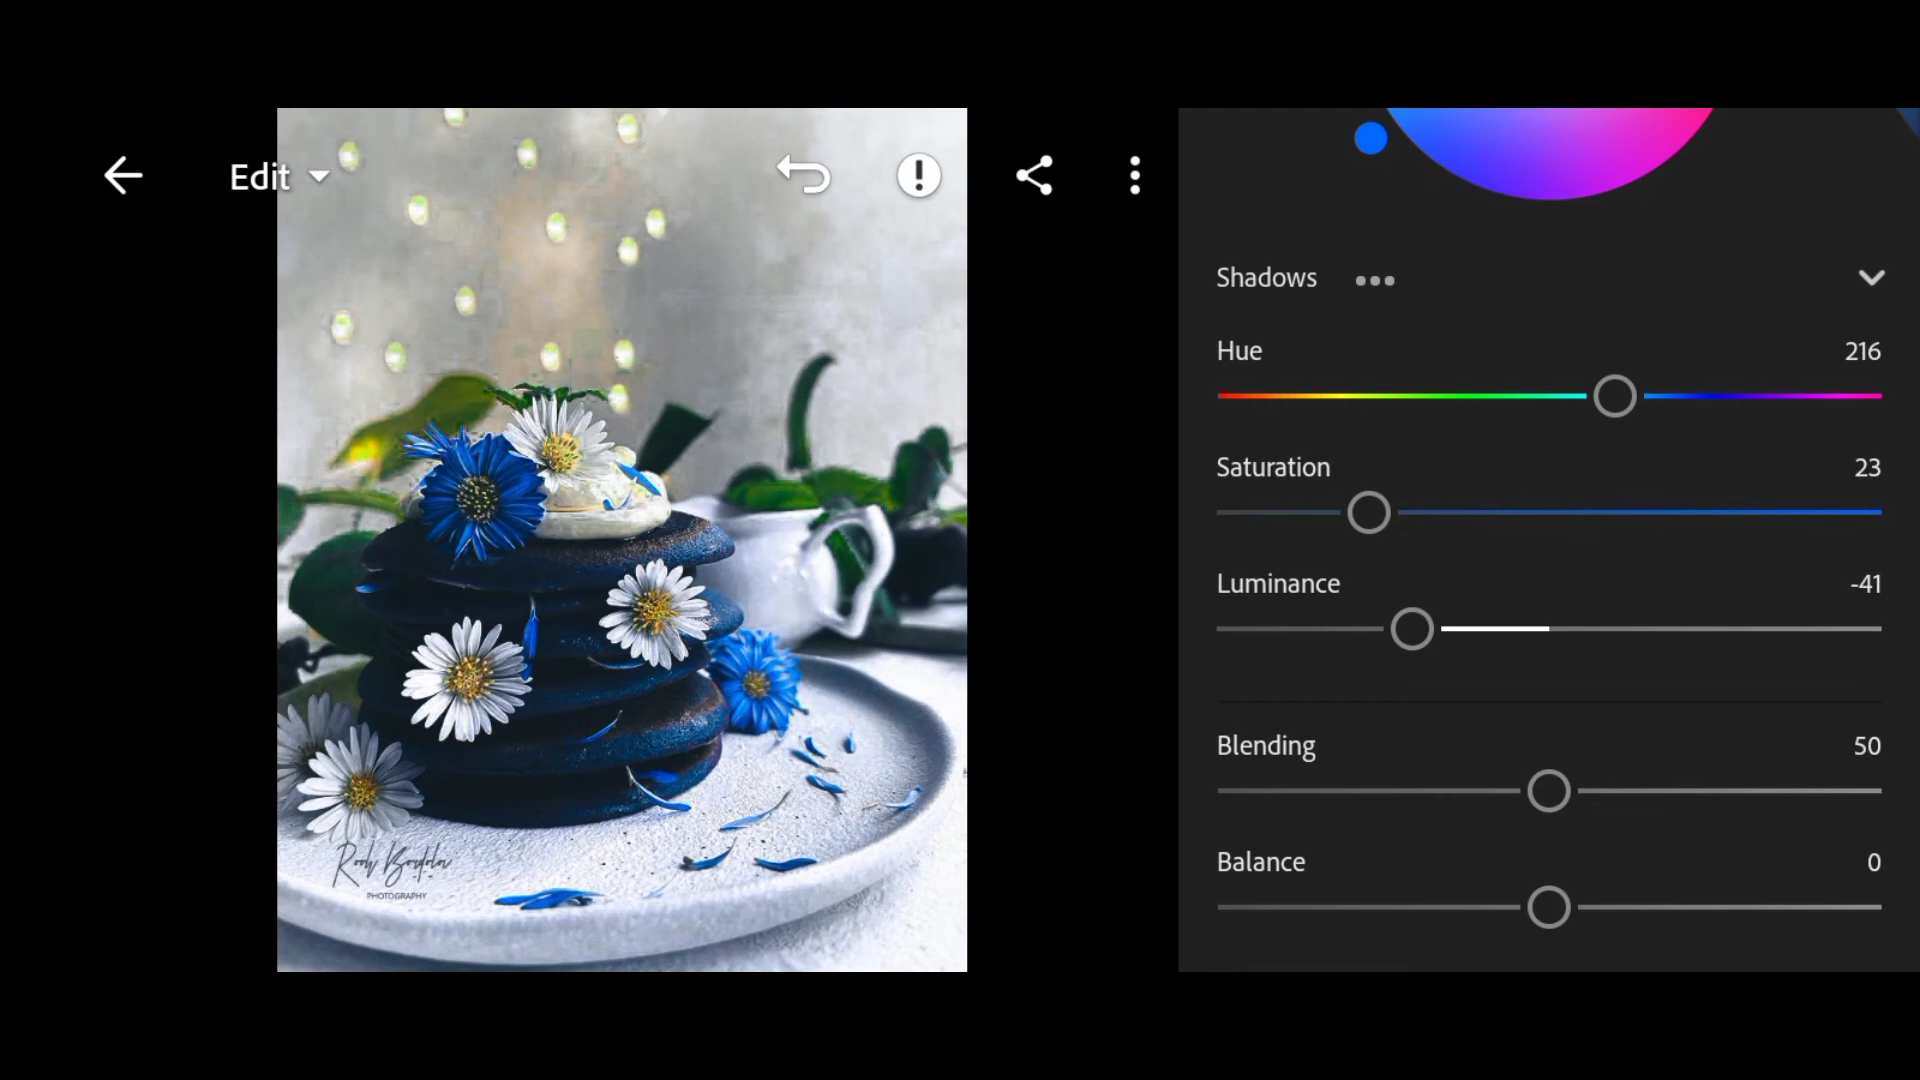 Edit
Shadows
Hue 216
Saturation 23
Luminance -41
Blending 50
Balance 0
PHOTOGRAPHY